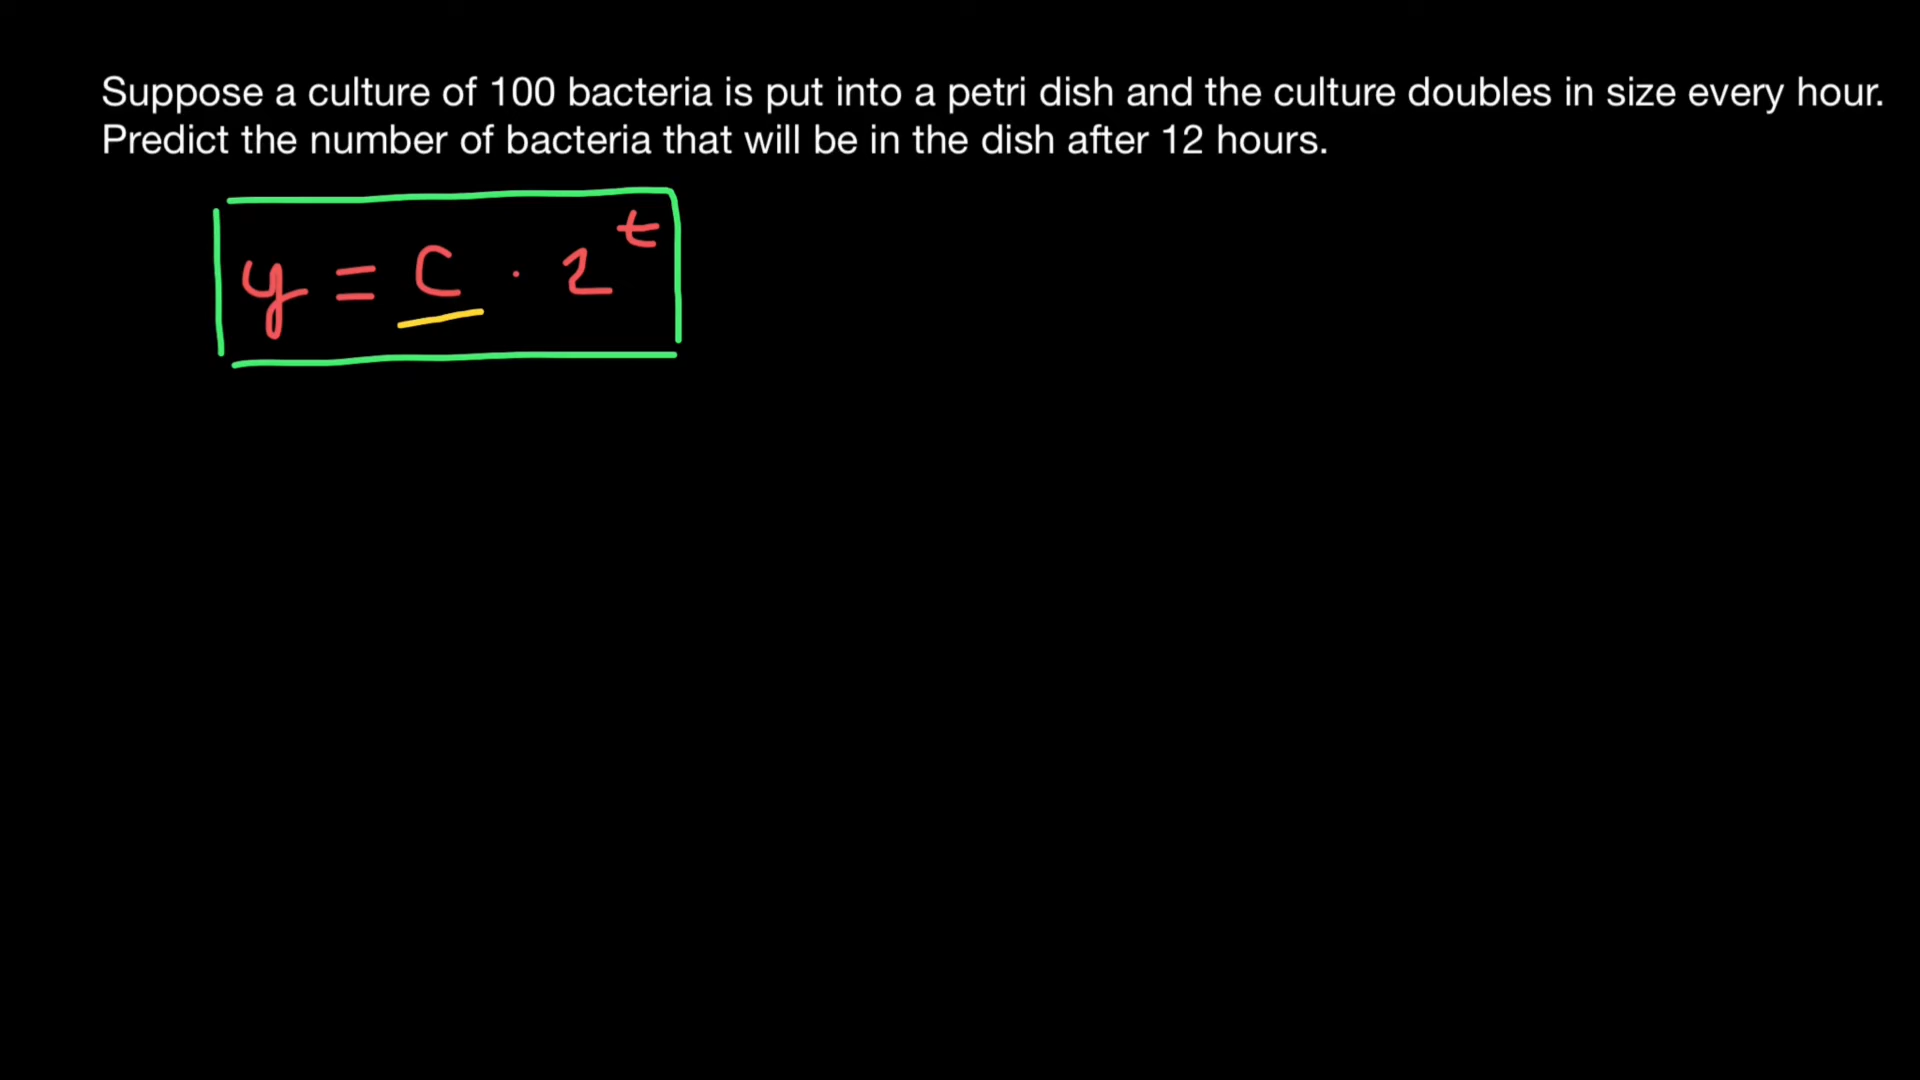 Suppose a culture of 100 bacteria is put into a petri dish and the culture doubles in size every hour.
Predict the number of bacteria that will be in the dish after 12 hours.
y = C · 2^t